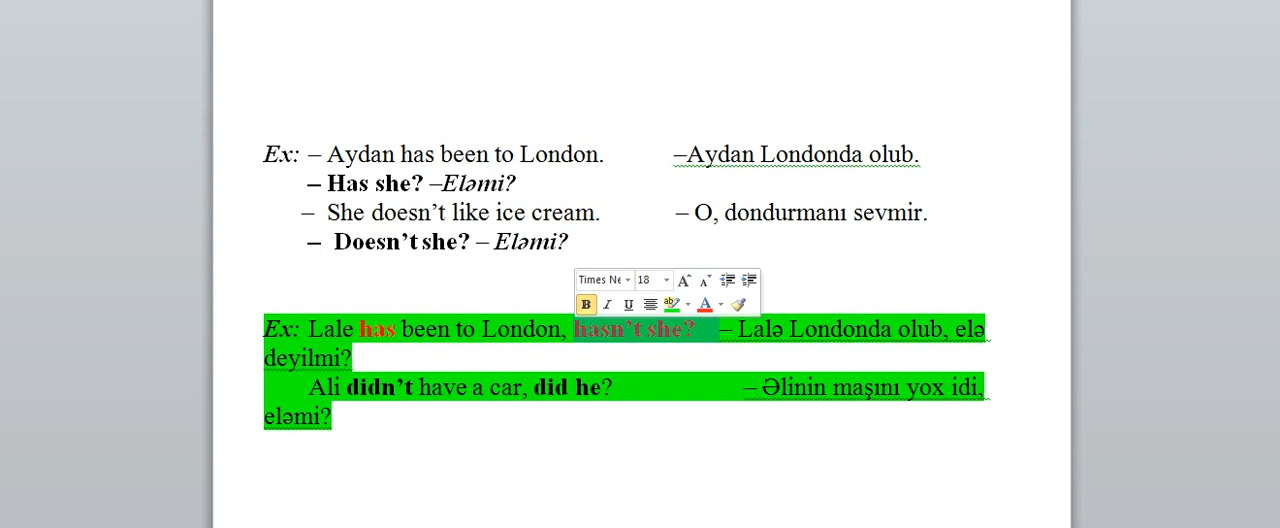 Ex: – Aydan has been to London. –Aydan Londonda olub.
– Has she? –Eləmi?
– She doesn’t like ice cream. – O, dondurmanı sevmir.
– Doesn’t she? – Eləmi?
Times Ne 18 A A
B I U ab A
Ex: Lale has been to London, hasn’t she? – Lalə Londonda olub, elə
deyilmi?
Ali didn’t have a car, did he? – Əlinin maşını yox idi,
eləmi?